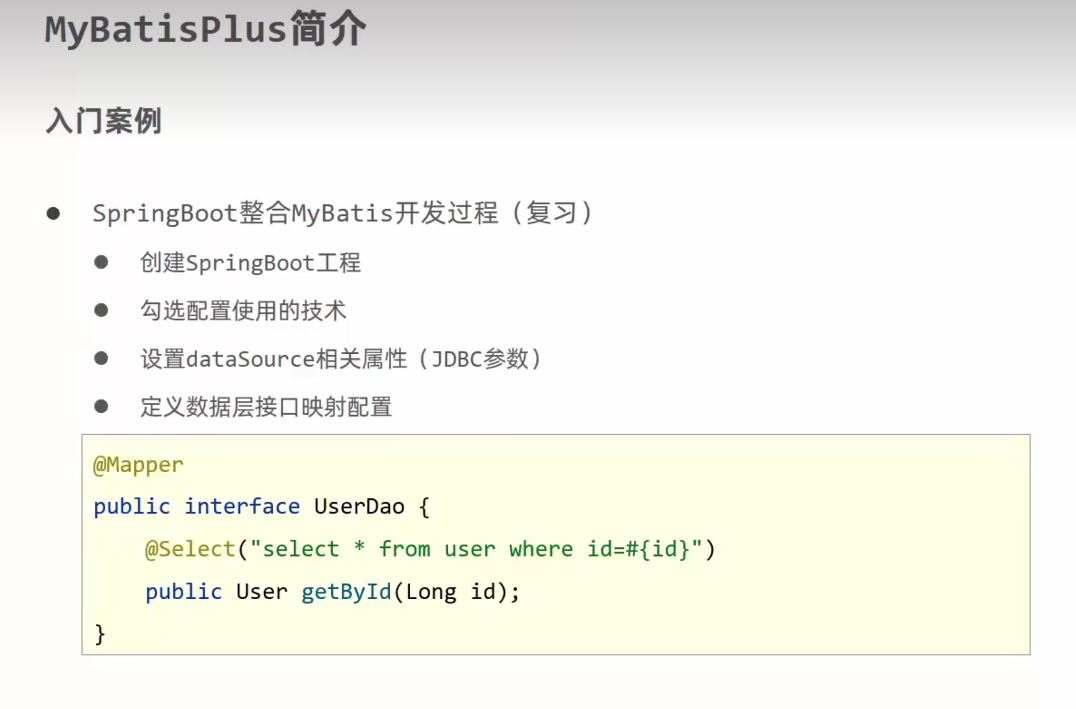 MyBatisPlus简介
入门案例
SpringBoot整合MyBatis开发过程（复习）
创建SpringBoot工程
勾选配置使用的技术
设置dataSource相关属性（JDBC参数）
定义数据层接口映射配置
@Mapper
public interface UserDao {
    @Select("select * from user where id=#{id}")
    public User getById(Long id);
}